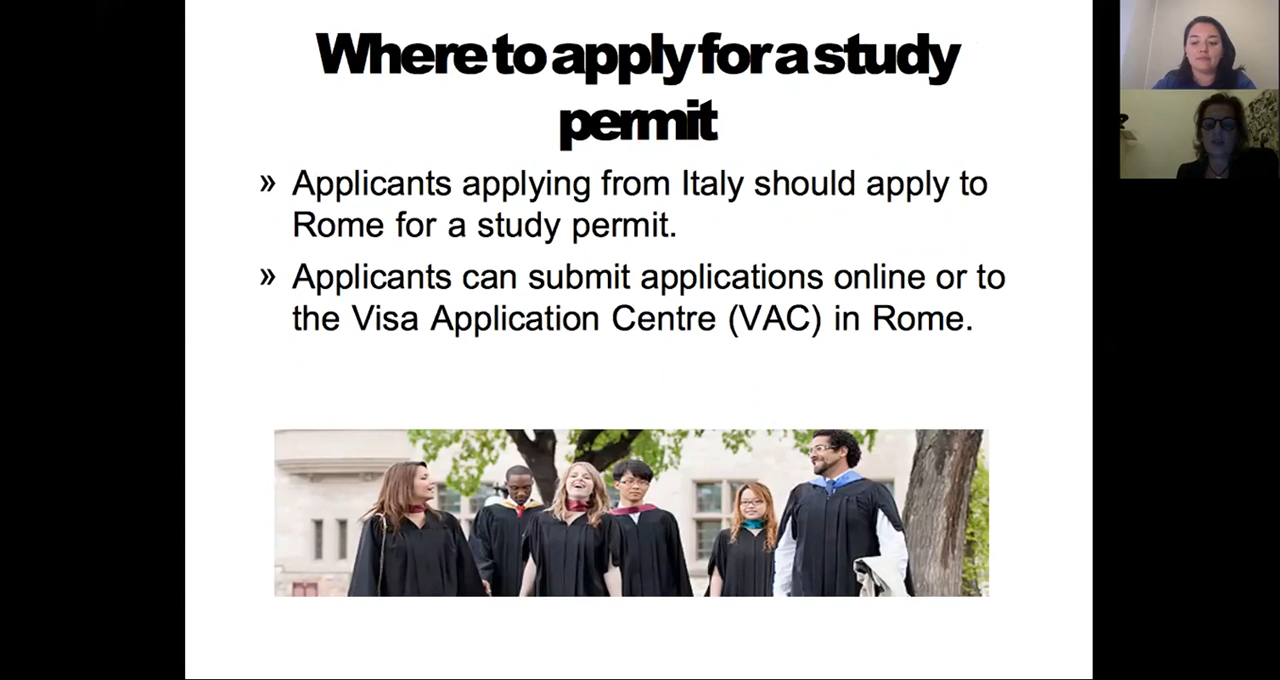 Where to apply for a study
permit
» Applicants applying from Italy should apply to
Rome for a study permit.
» Applicants can submit applications online or to
the Visa Application Centre (VAC) in Rome.